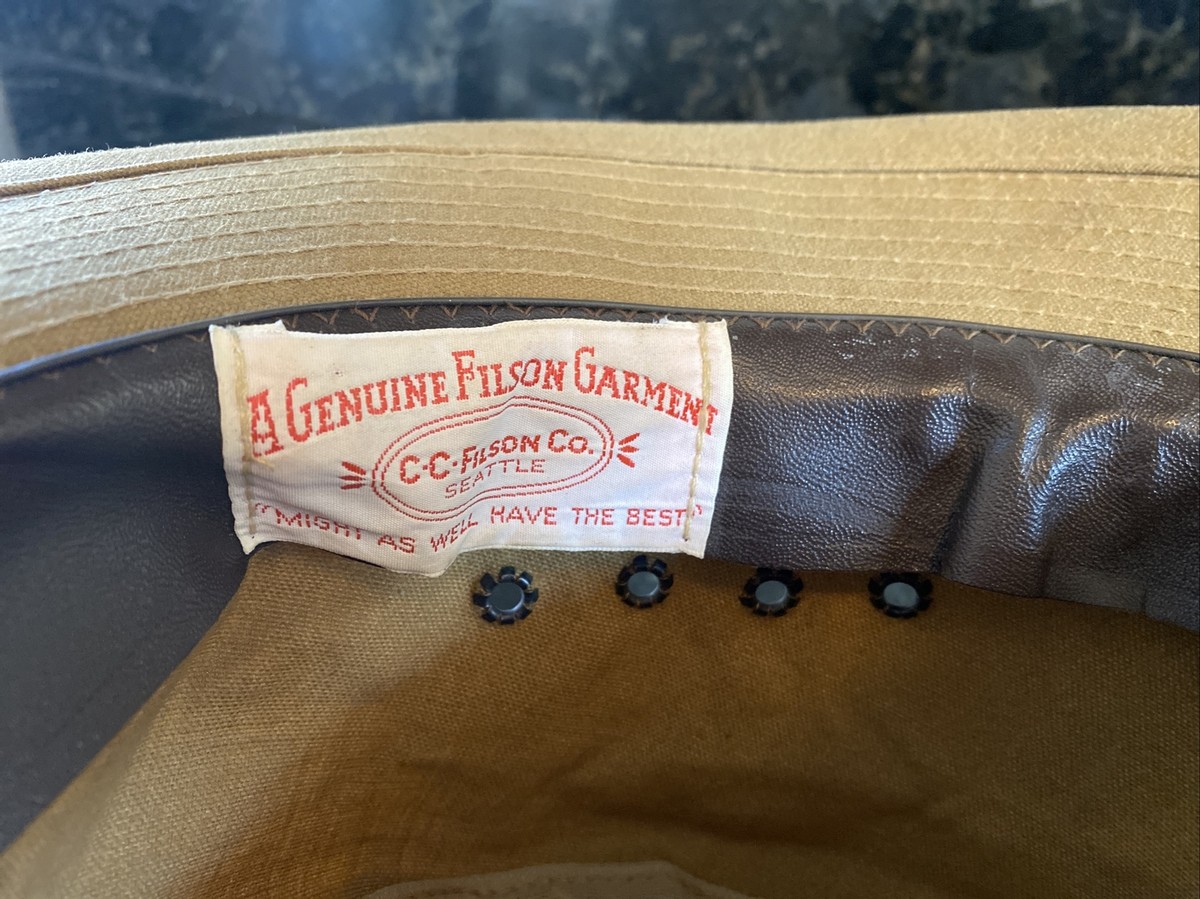 A GENUINE FILSON GARMENT
C·C·FILSON CO.
SEATTLE
"MIGHT AS WELL HAVE THE BEST"